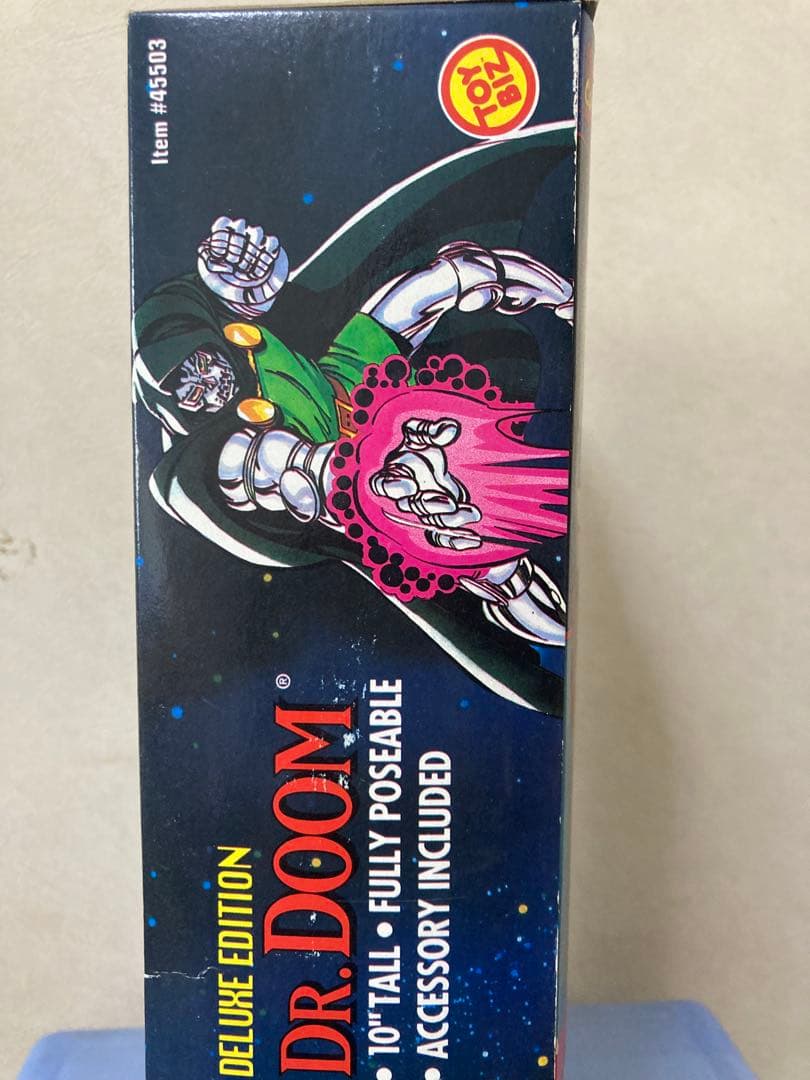 Item #45503
TOY
BIZ
DELUXE EDITION
DR. DOOM®
• 10" TALL • FULLY POSEABLE
• ACCESSORY INCLUDED